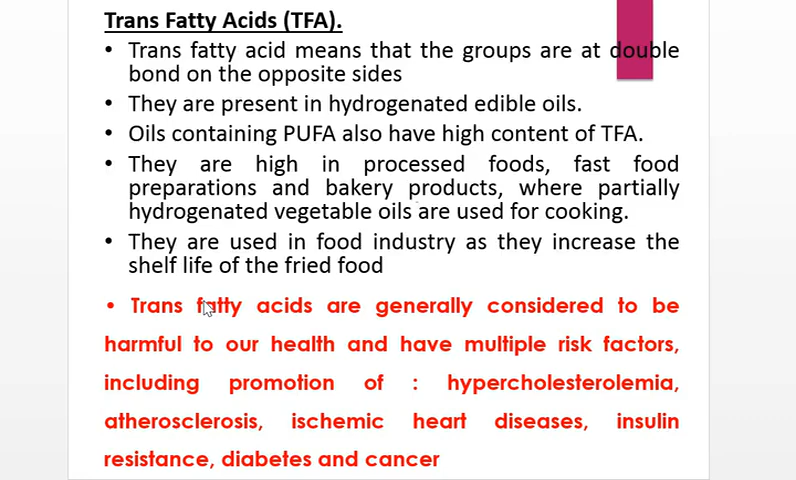 Trans Fatty Acids (TFA).
• Trans fatty acid means that the groups are at double
bond on the opposite sides
• They are present in hydrogenated edible oils.
• Oils containing PUFA also have high content of TFA.
• They are high in processed foods, fast food
preparations and bakery products, where partially
hydrogenated vegetable oils are used for cooking.
• They are used in food industry as they increase the
shelf life of the fried food
• Trans fatty acids are generally considered to be
harmful to our health and have multiple risk factors,
including promotion of : hypercholesterolemia,
atherosclerosis, ischemic heart diseases, insulin
resistance, diabetes and cancer